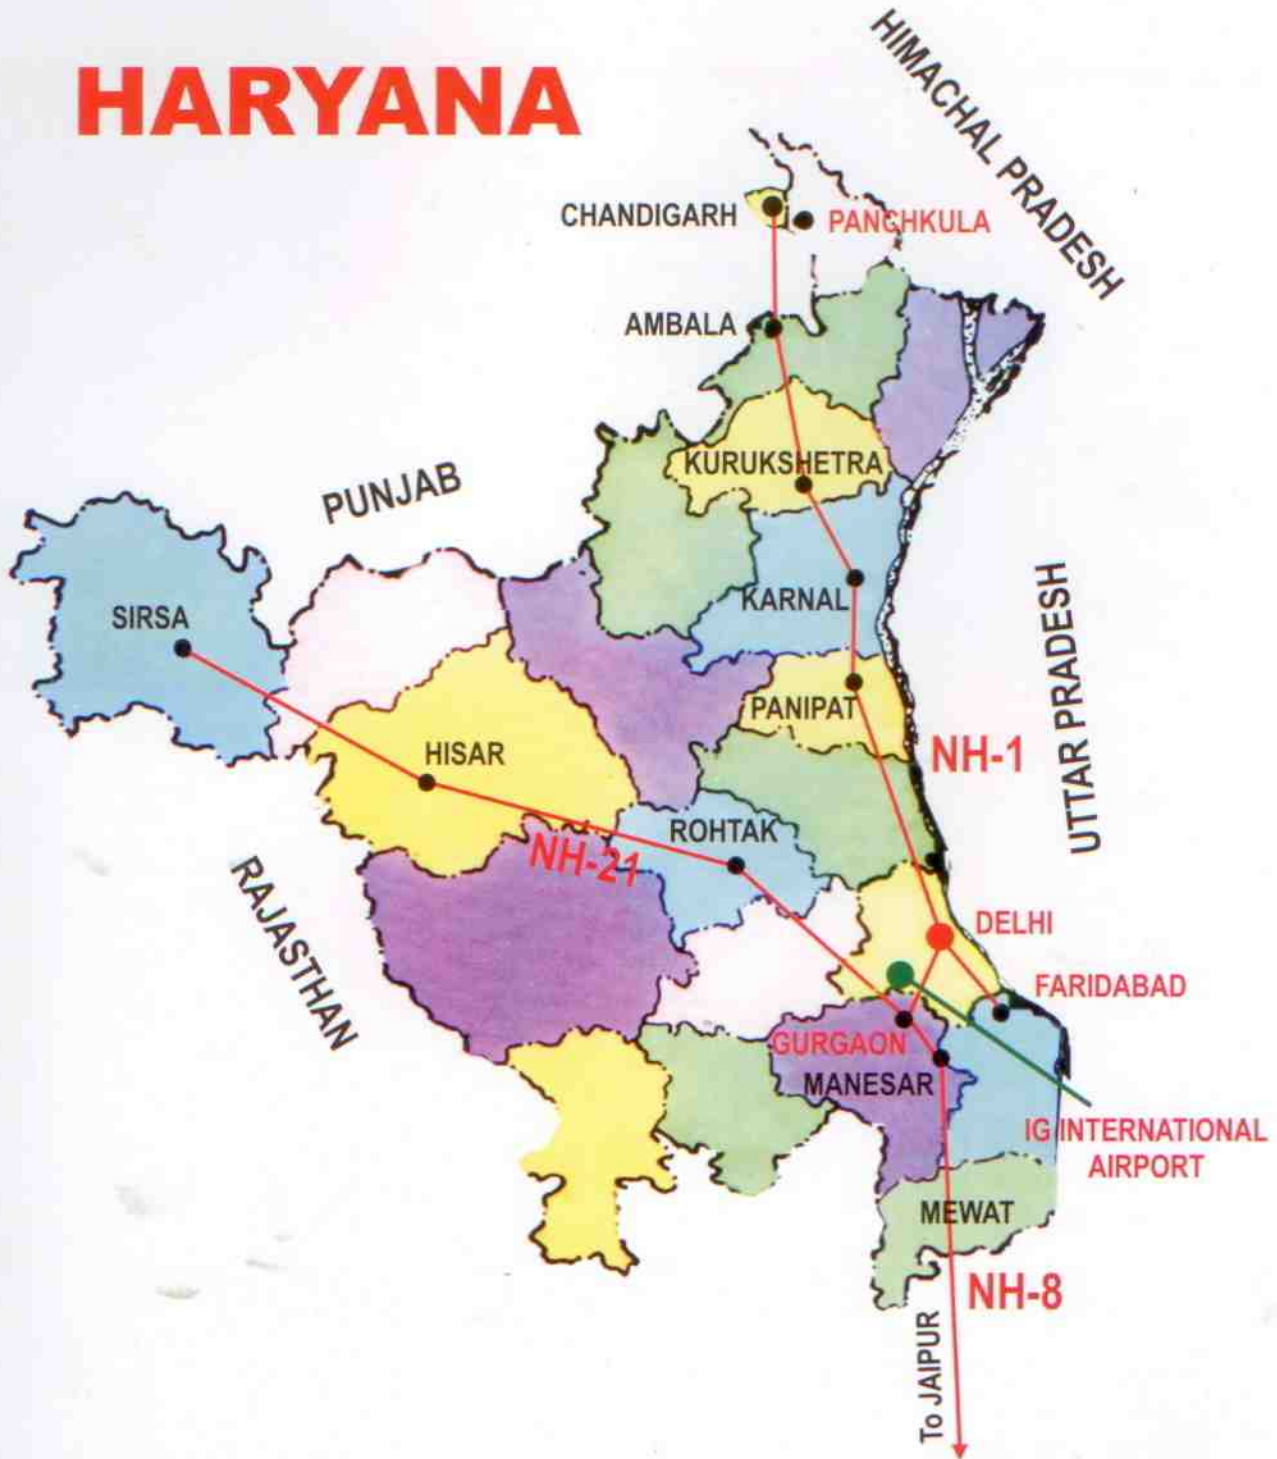 HARYANA
HIMACHAL PRADESH
CHANDIGARH
PANCHKULA
AMBALA
KURUKSHETRA
PUNJAB
KARNAL
SIRSA
UTTAR PRADESH
PANIPAT
HISAR
NH-1
ROHTAK
NH-21
RAJASTHAN
DELHI
FARIDABAD
GURGAON
MANESAR
IG INTERNATIONAL
AIRPORT
MEWAT
NH-8
To JAIPUR